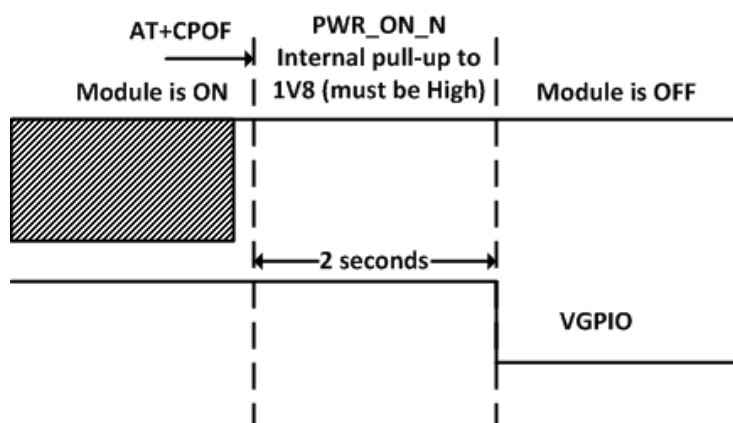 AT+CPOF
PWR_ON_N
Internal pull-up to
1V8 (must be High)
Module is ON
Module is OFF
2 seconds
VGPIO